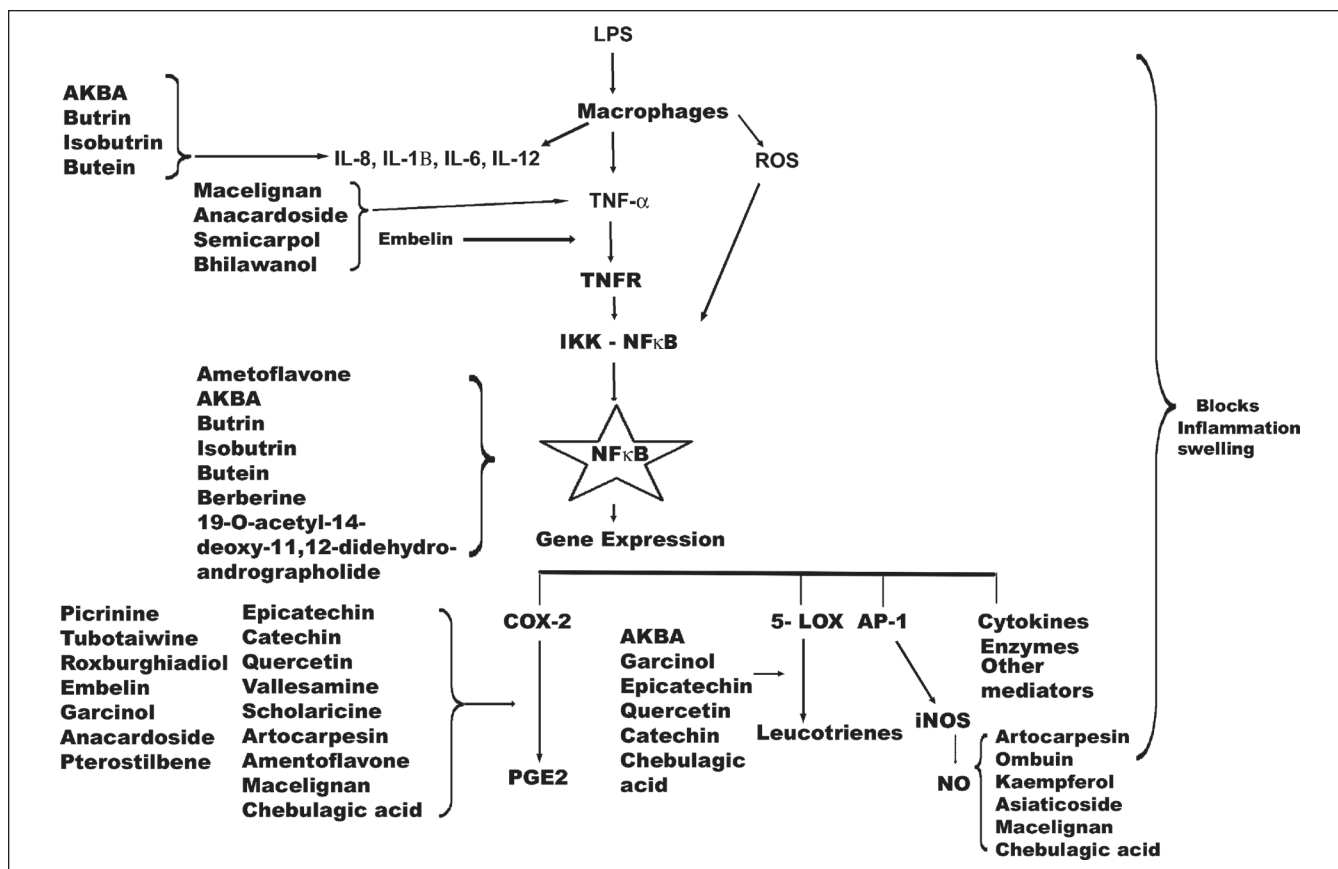 LPS
Macrophages
AKBA
Butrin
Isobutrin
Butein
IL-8, IL-1B, IL-6, IL-12
ROS
Macelignan
Anacardoside
Semicarpol
Bhilawanol
TNF-α
Embelin
TNFR
IKK - NFκB
Ametoflavone
AKBA
Butrin
Isobutrin
Butein
Berberine
19-O-acetyl-14-
deoxy-11,12-didehydro-
andrographolide
NFκB
Gene Expression
Blocks
Inflammation
swelling
Picrinine
Tubotaiwine
Roxburghiadiol
Embelin
Garcinol
Anacardoside
Pterostilbene
Epicatechin
Catechin
Quercetin
Vallesamine
Scholaricine
Artocarpesin
Amentoflavone
Macelignan
Chebulagic acid
COX-2
PGE2
AKBA
Garcinol
Epicatechin
Quercetin
Catechin
Chebulagic
acid
5- LOX
Leucotrienes
AP-1
iNOS
NO
Cytokines
Enzymes
Other
mediators
Artocarpesin
Ombuin
Kaempferol
Asiaticoside
Macelignan
Chebulagic acid